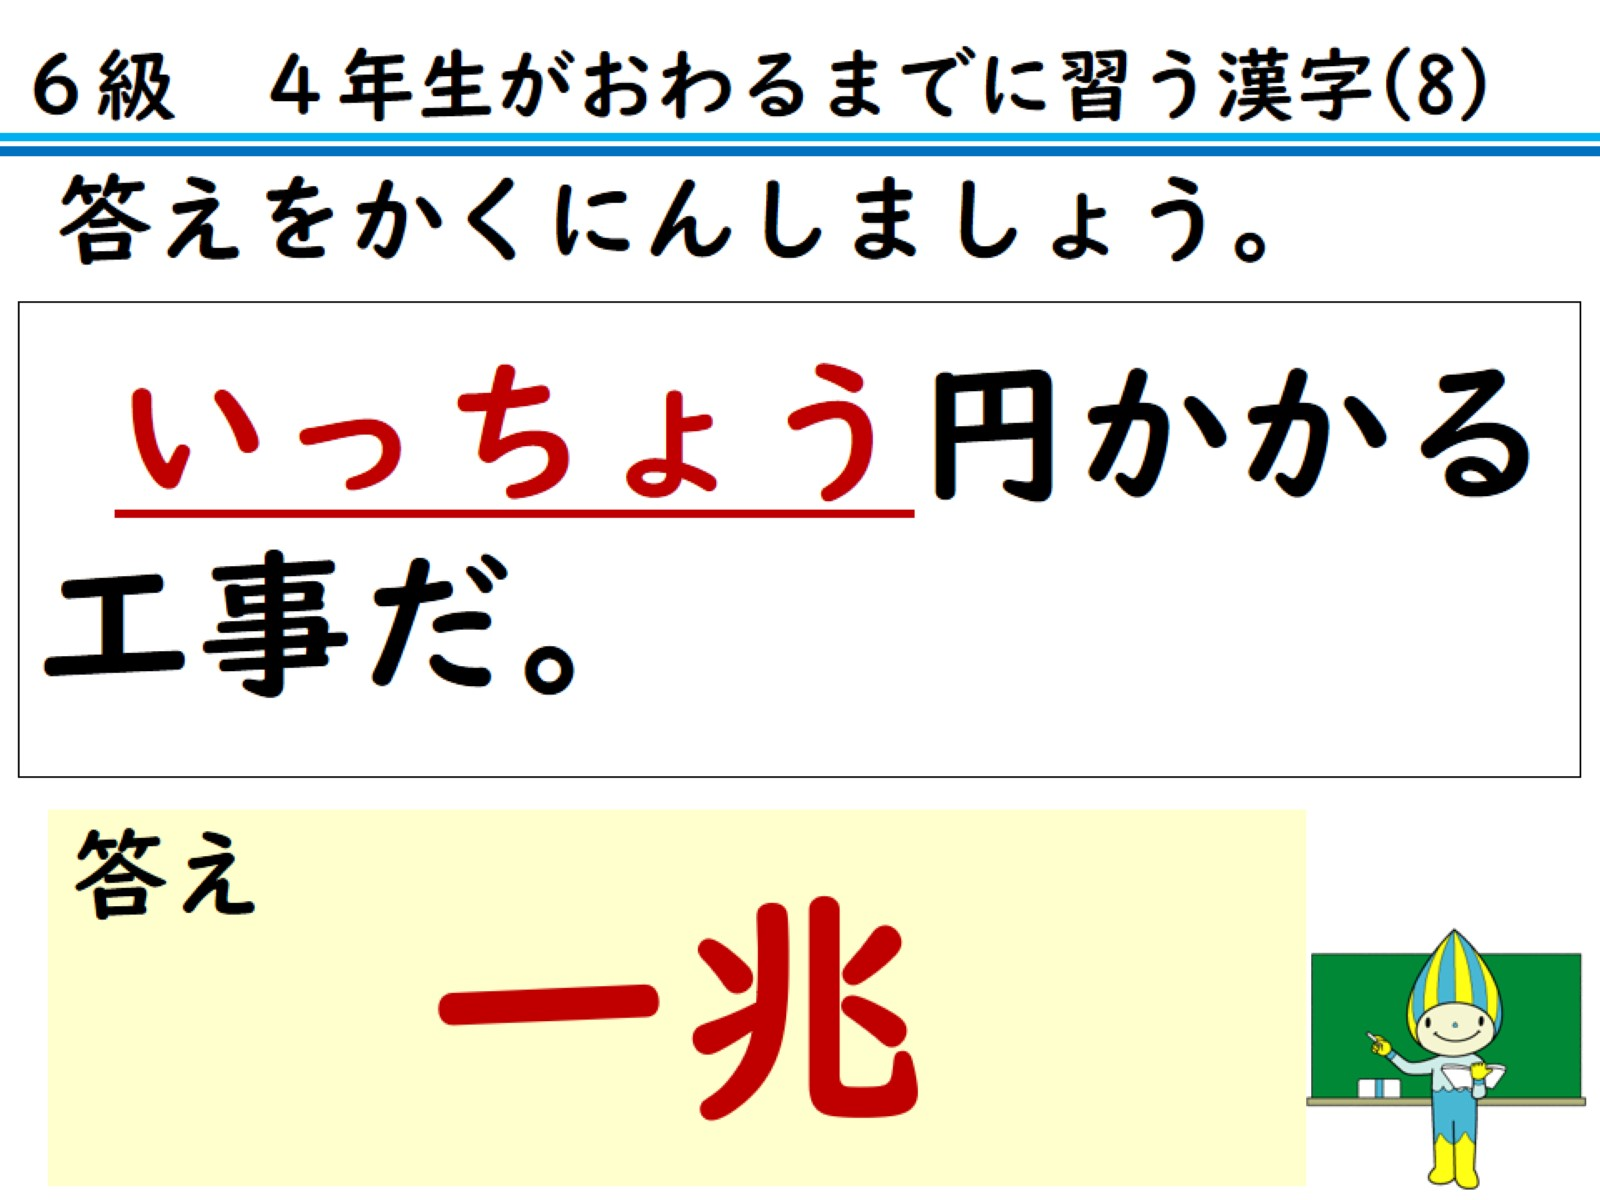 ６級　４年生がおわるまでに習う漢字(8)
答えをかくにんしましょう。
いっちょう円かかる
工事だ。
答え
一兆